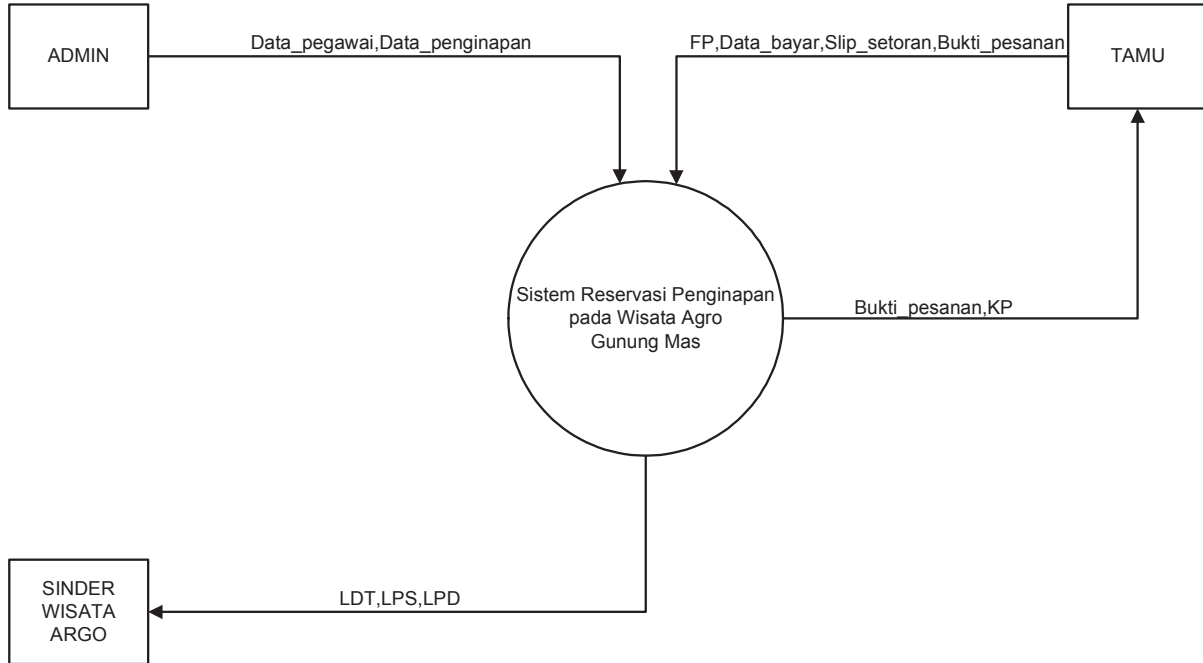 ADMIN
Data_pegawai,Data_penginapan
FP,Data_bayar,Slip_setoran,Bukti_pesanan
TAMU
Sistem Reservasi Penginapan
pada Wisata Agro
Gunung Mas
Bukti_pesanan,KP
SINDER
WISATA
ARGO
LDT,LPS,LPD